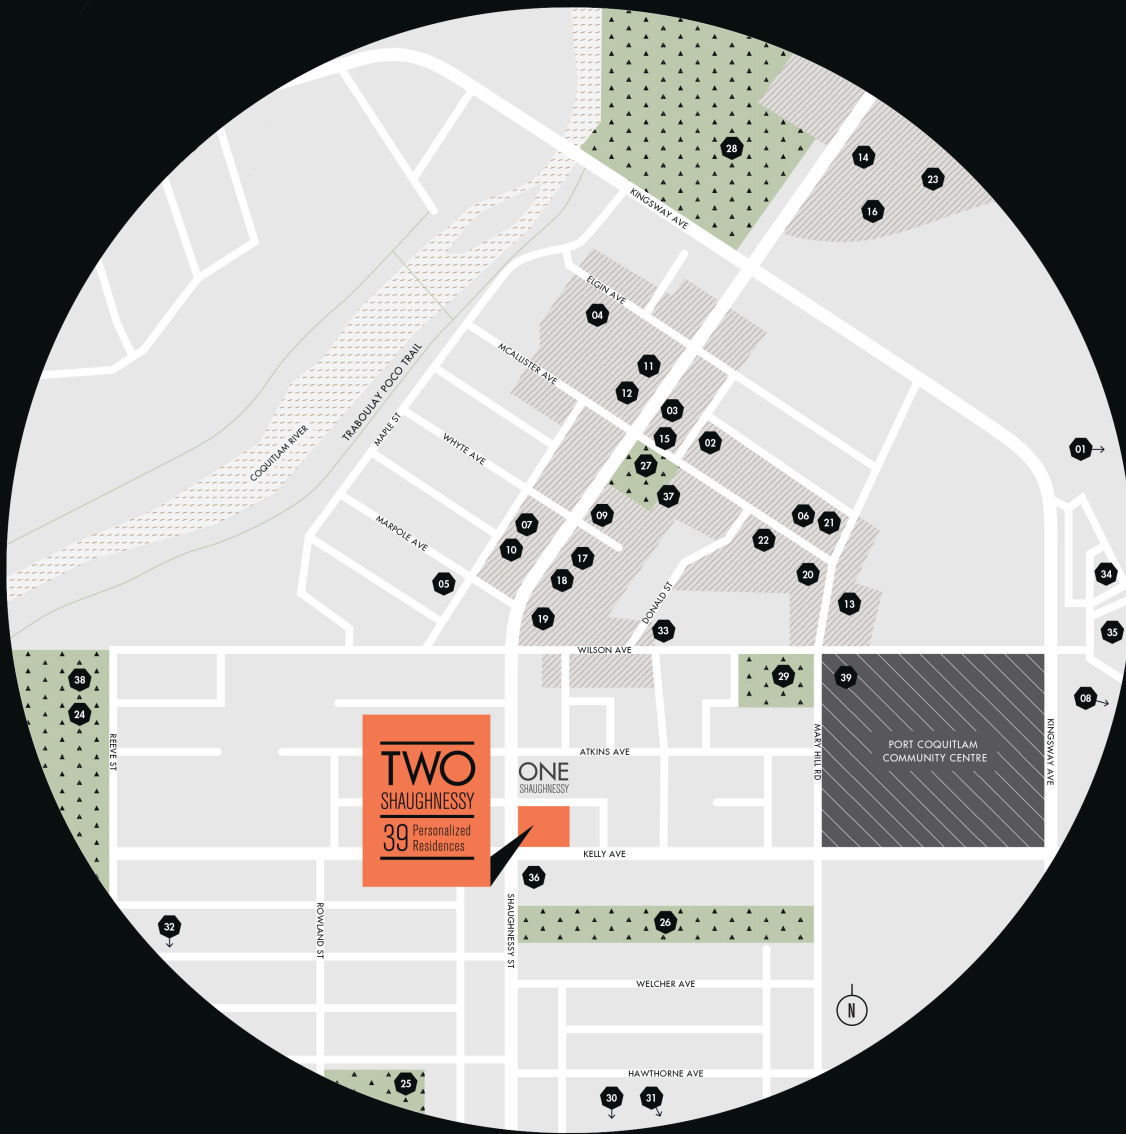 28
14
23
16
KINGSWAY AVE
ELGIN AVE
04
MCALLISTER AVE
11
12
03
TRABOULAY POCO TRAIL
MAPLE ST
15
02
01
COQUITLAM RIVER
WHYTE AVE
27
37
MARPOLE AVE
07
09
06
21
10
22
17
18
20
34
05
DONALD ST
13
19
33
35
WILSON AVE
38
29
39
08
24
REEVE ST
ATKINS AVE
MARY HILL RD
PORT COQUITLAM
COMMUNITY CENTRE
KINGSWAY AVE
TWO
SHAUGHNESSY
39 Personalized
Residences
ONE
SHAUGHNESSY
KELLY AVE
36
32
ROWLAND ST
SHAUGHNESSY ST
26
WELCHER AVE
N
HAWTHORNE AVE
25
30
31